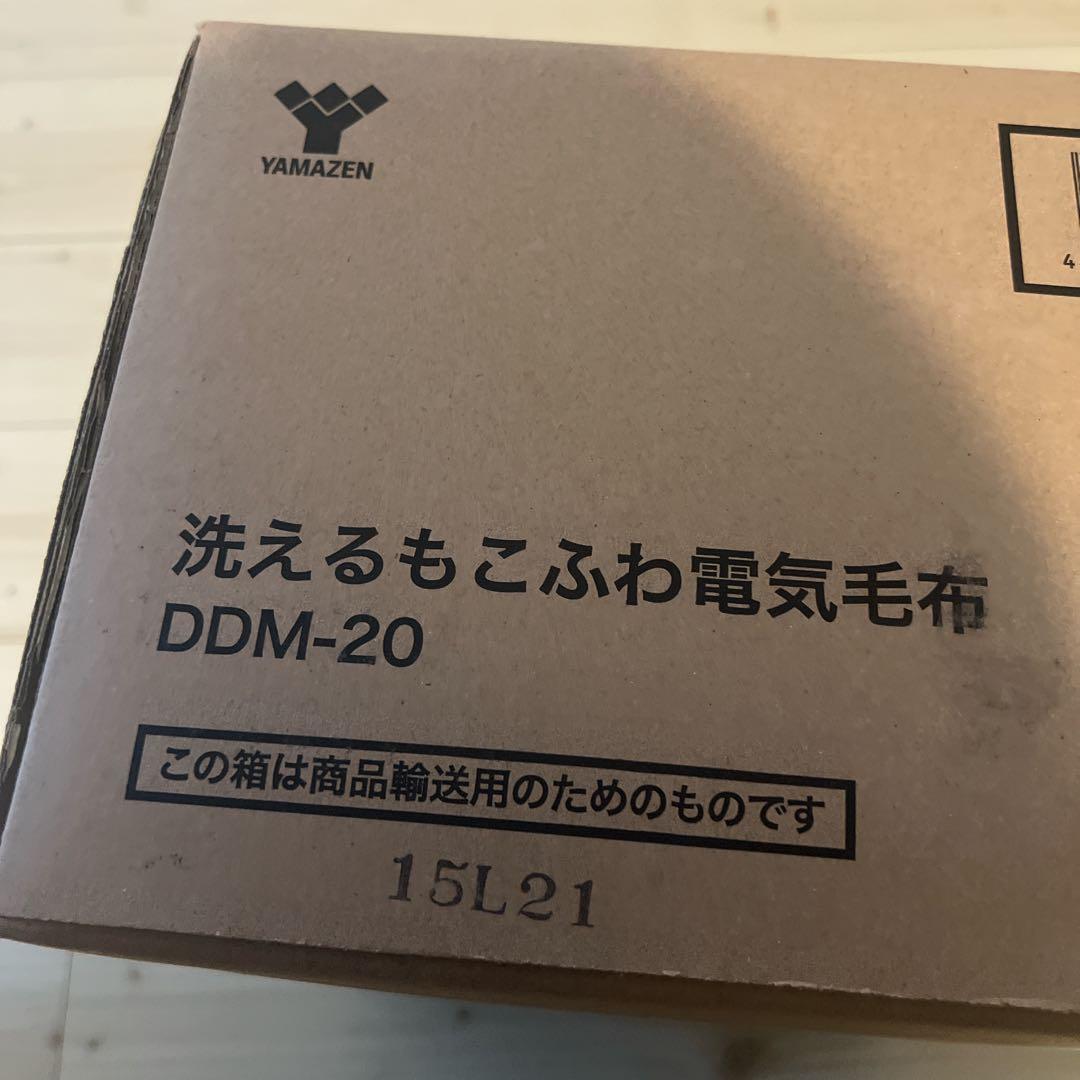 YAMAZEN
4
洗えるもこふわ電気毛布
DDM-20
この箱は商品輸送用のためのものです
15L21